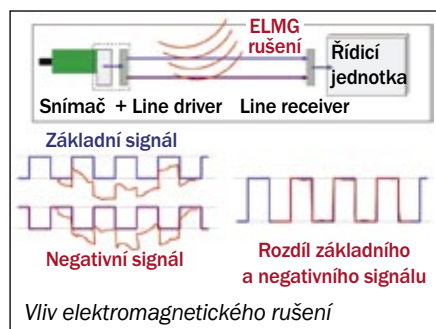 ELMG
rušení
Řídicí
jednotka
Snímač + Line driver Line receiver
Základní signál
Negativní signál
Rozdíl základního
a negativního signálu
Vliv elektromagnetického rušení